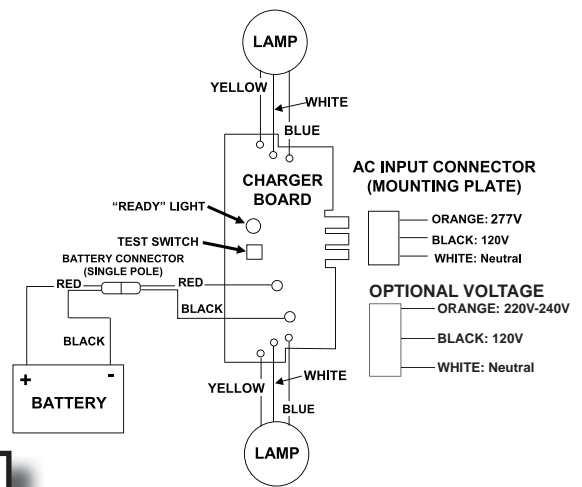 LAMP
YELLOW
WHITE
BLUE
CHARGER
BOARD
"READY" LIGHT
TEST SWITCH
BATTERY CONNECTOR
(SINGLE POLE)
RED
RED
BLACK
BLACK
+ -
BATTERY
YELLOW
WHITE
BLUE
LAMP
AC INPUT CONNECTOR
(MOUNTING PLATE)
ORANGE: 277V
BLACK: 120V
WHITE: Neutral
OPTIONAL VOLTAGE
ORANGE: 220V-240V
BLACK: 120V
WHITE: Neutral